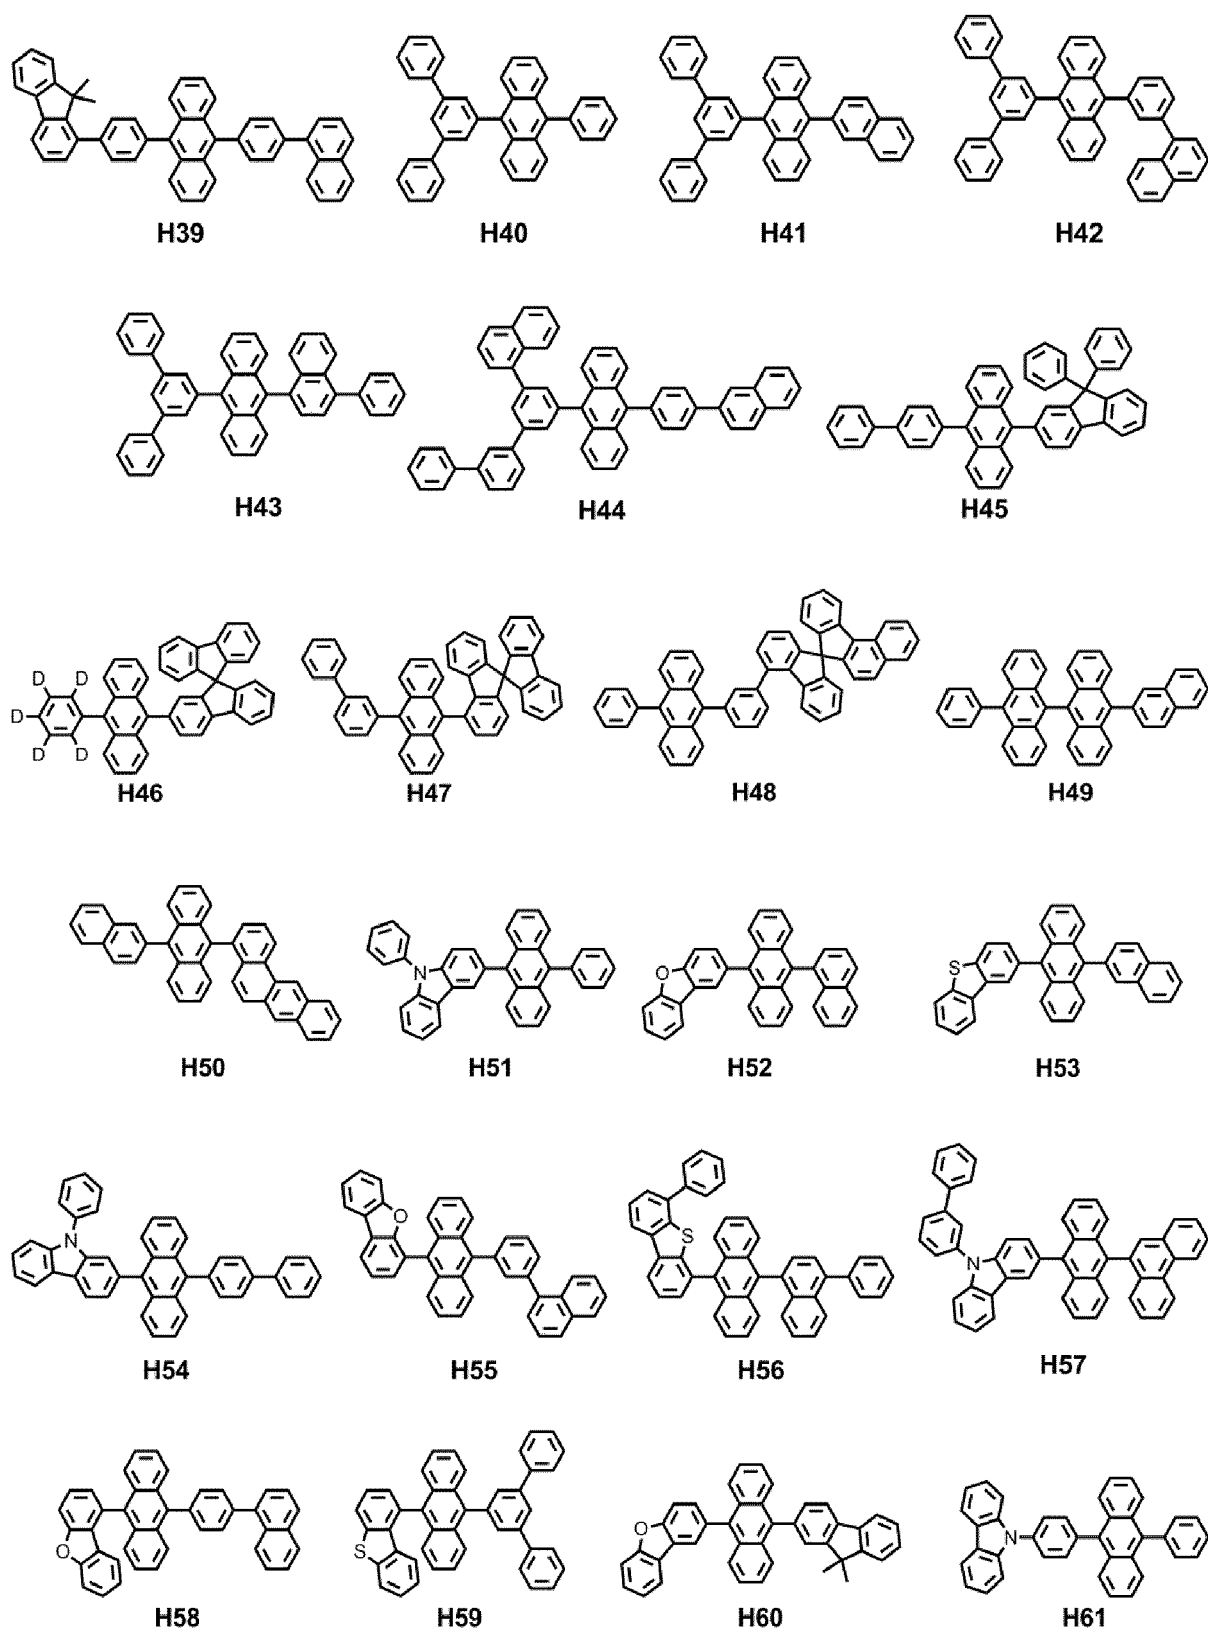 H39 H40 H41 H42
H43 H44 H45
D D
D
D D
H46 H47 H48 H49
N O S
H50 H51 H52 H53
N O S N
H54 H55 H56 H57
O S O N
H58 H59 H60 H61